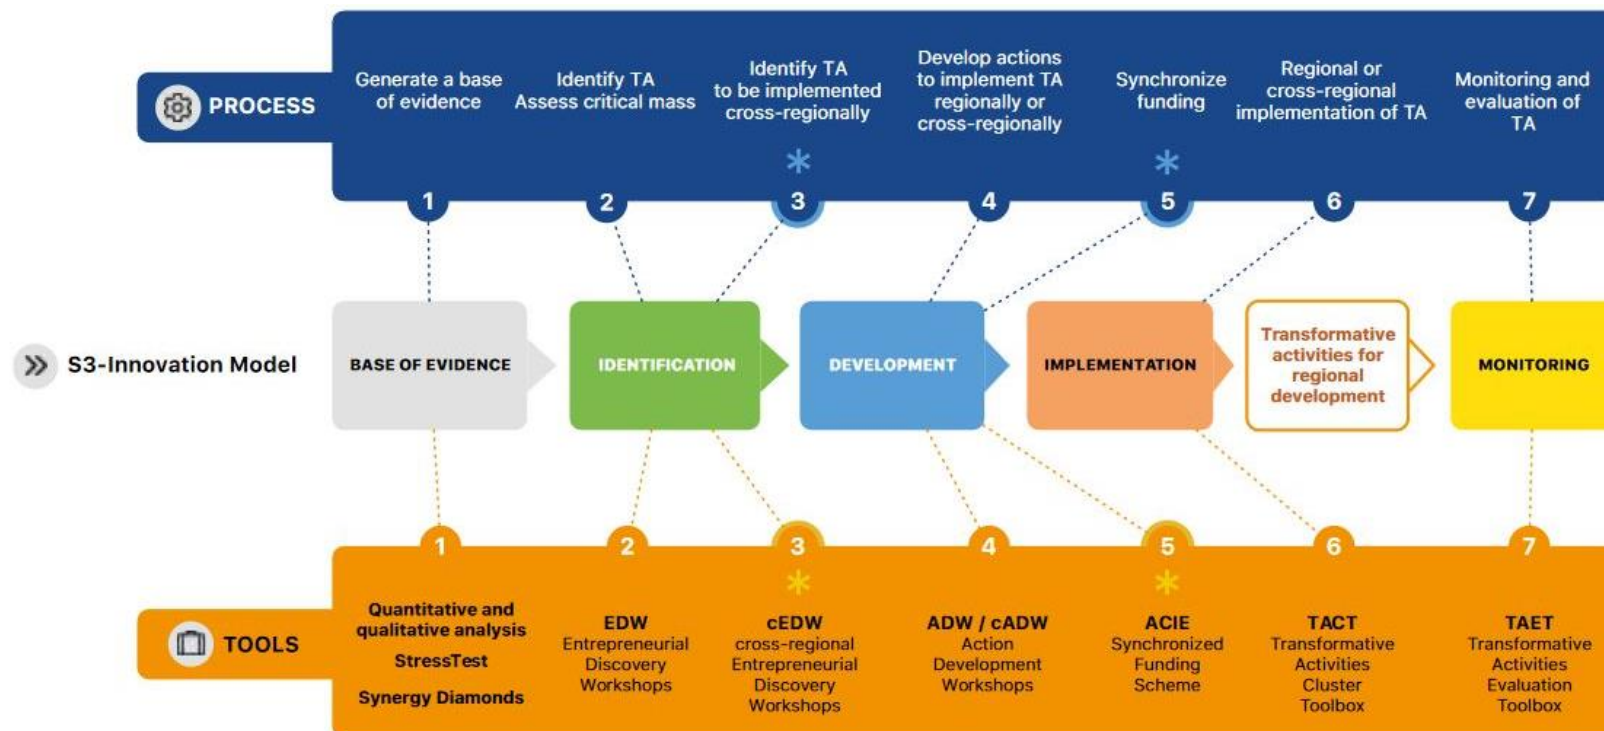 PROCESS
Generate a base
of evidence
Identify TA
Assess critical mass
Identify TA
to be implemented
cross-regionally
*
Develop actions
to implement TA
regionally or
cross-regionally
Synchronize
funding
*
Regional or
cross-regional
implementation of TA
Monitoring and
evaluation of
TA
1
2
3
4
5
6
7
S3-Innovation Model
BASE OF EVIDENCE
IDENTIFICATION
DEVELOPMENT
IMPLEMENTATION
Transformative
activities for
regional
development
MONITORING
TOOLS
1
Quantitative and
qualitative analysis
StressTest
Synergy Diamonds
2
EDW
Entrepreneurial
Discovery
Workshops
3
*
cEDW
cross-regional
Entrepreneurial
Discovery
Workshops
4
ADW / cADW
Action
Development
Workshops
5
*
ACIE
Synchronized
Funding
Scheme
6
TACT
Transformative
Activities
Cluster
Toolbox
7
TAET
Transformative
Activities
Evaluation
Toolbox